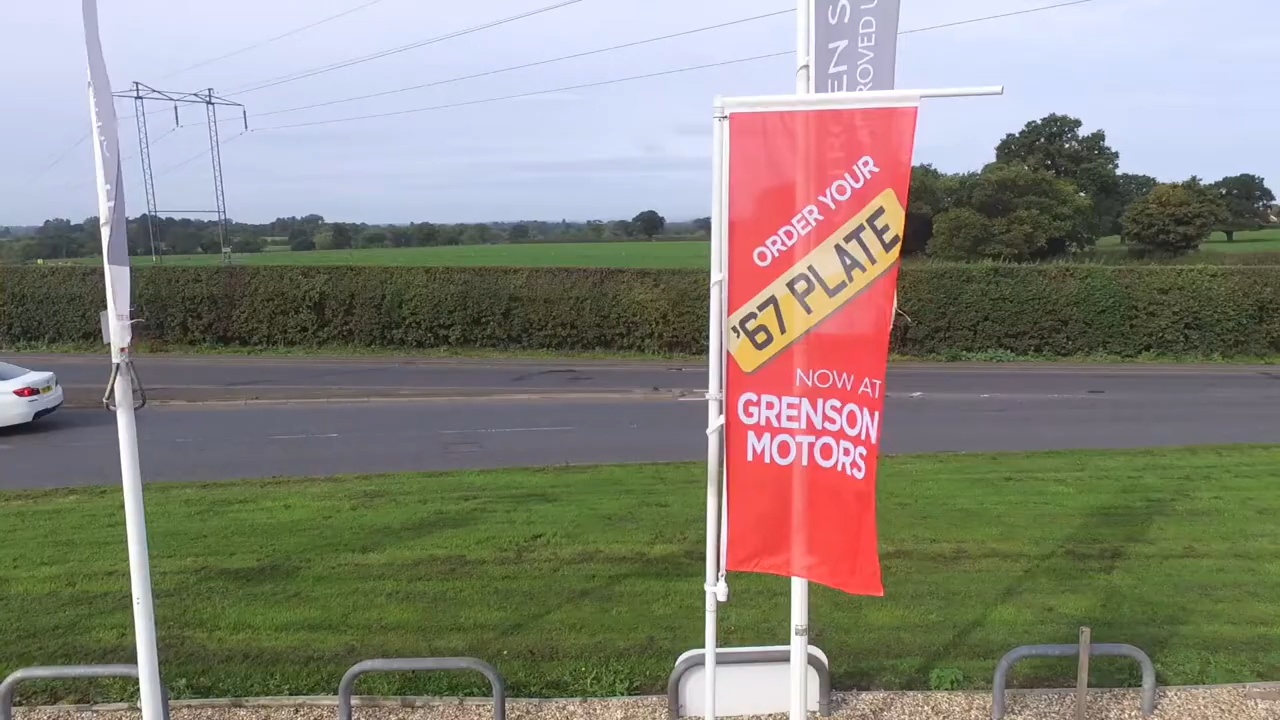 ORDER YOUR
'67 PLATE
NOW AT
GRENSON
MOTORS